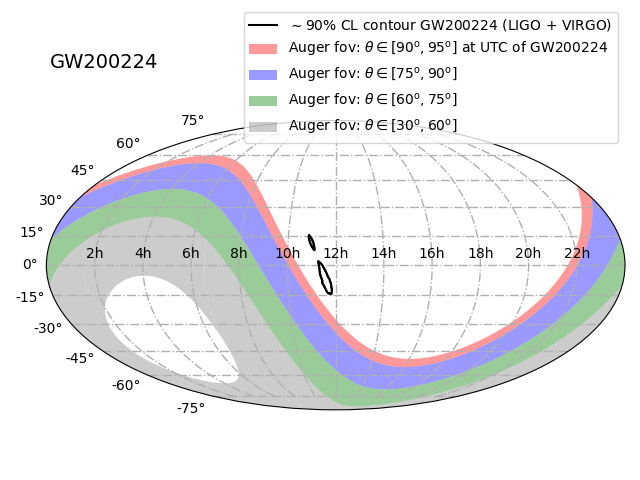 ~ 90% CL contour GW200224 (LIGO + VIRGO)
Auger fov: θ ∈ [90°, 95°] at UTC of GW200224
Auger fov: θ ∈ [75°, 90°]
Auger fov: θ ∈ [60°, 75°]
Auger fov: θ ∈ [30°, 60°]
GW200224
75°
60°
45°
30°
15°
0°
-15°
-30°
-45°
-60°
-75°
2h 4h 6h 8h 10h 12h 14h 16h 18h 20h 22h